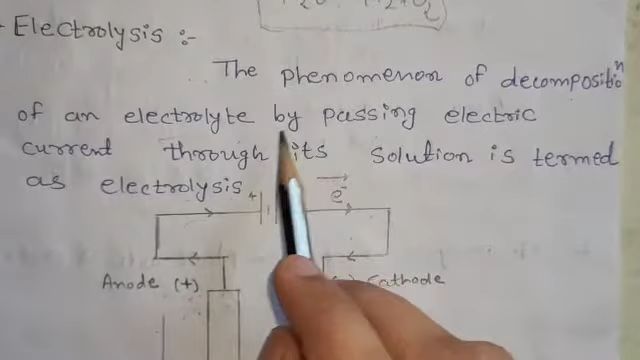 Electrolysis :-
The phenomenon of decomposition
of an electrolyte by passing electric
current through its solution is termed
as electrolysis
+
e⁻
Anode (+)
Cathode